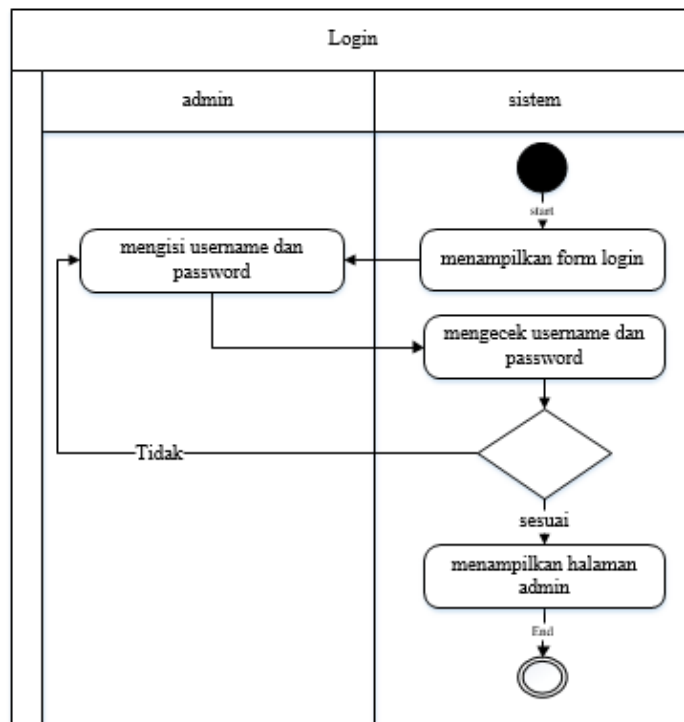 Login
admin
sistem
start
mengisi username dan
password
menampilkan form login
mengecek username dan
password
Tidak
sesuai
menampilkan halaman
admin
End